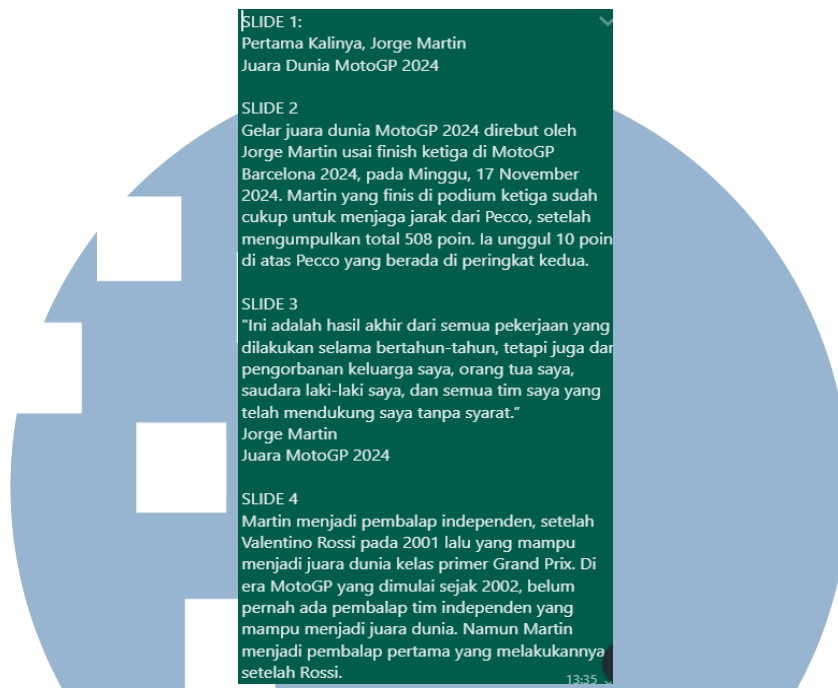 SLIDE 1:
Pertama Kalinya, Jorge Martin
Juara Dunia MotoGP 2024
SLIDE 2
Gelar juara dunia MotoGP 2024 direbut oleh
Jorge Martin usai finish ketiga di MotoGP
Barcelona 2024, pada Minggu, 17 November
2024. Martin yang finis di podium ketiga sudah
cukup untuk menjaga jarak dari Pecco, setelah
mengumpulkan total 508 poin. Ia unggul 10 poin
di atas Pecco yang berada di peringkat kedua.
SLIDE 3
"Ini adalah hasil akhir dari semua pekerjaan yang
dilakukan selama bertahun-tahun, tetapi juga dar
pengorbanan keluarga saya, orang tua saya,
saudara laki-laki saya, dan semua tim saya yang
telah mendukung saya tanpa syarat."
Jorge Martin
Juara MotoGP 2024
SLIDE 4
Martin menjadi pembalap independen, setelah
Valentino Rossi pada 2001 lalu yang mampu
menjadi juara dunia kelas primer Grand Prix. Di
era MotoGP yang dimulai sejak 2002, belum
pernah ada pembalap tim independen yang
mampu menjadi juara dunia. Namun Martin
menjadi pembalap pertama yang melakukannya
setelah Rossi.
13:35